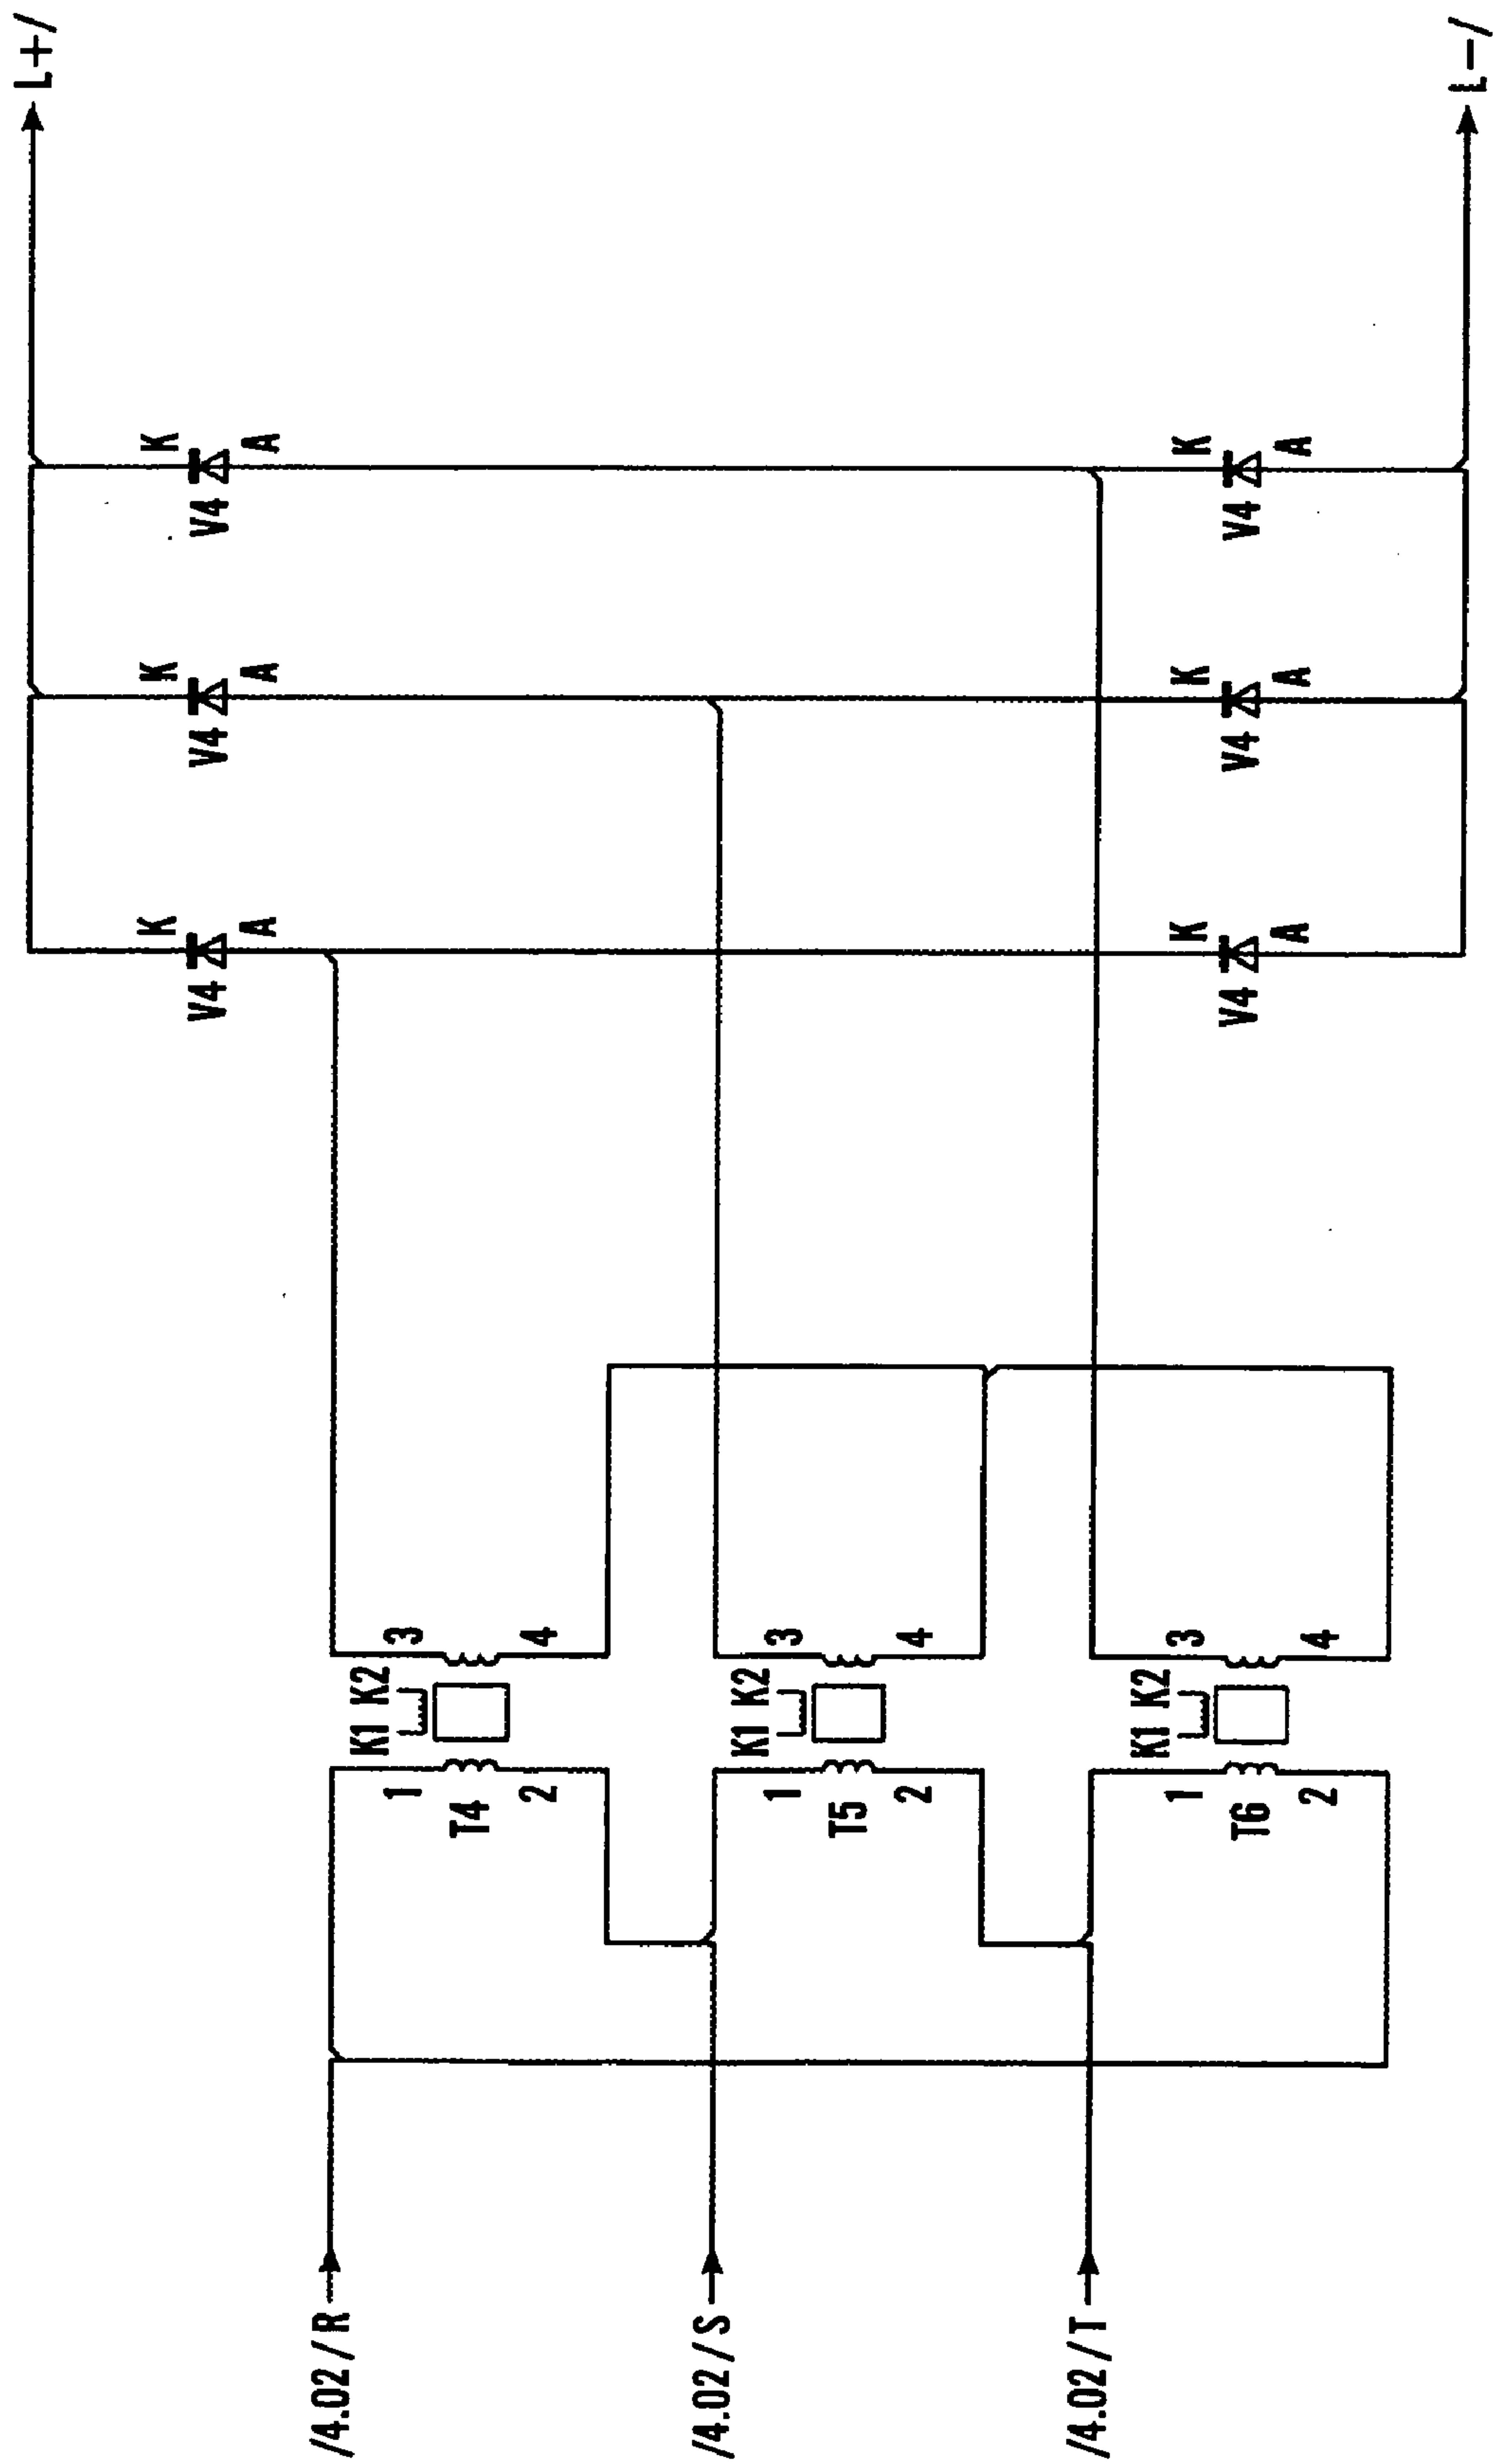 L+/
K K K
V4 V4 V4
A A A
/4.02/R
K1 K2
1 3
T4
2 4
/4.02/S
K1 K2
1 3
T5
2 4
/4.02/T
K1 K2
1 3
T6
2 4
K K K
V4 V4 V4
A A A
L-/